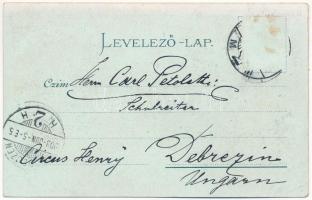 LEVELEZŐ-LAP.
Czím Herrn Carl Petoletti
Schulreiter
Circus Henry
Debrezin
Ungarn